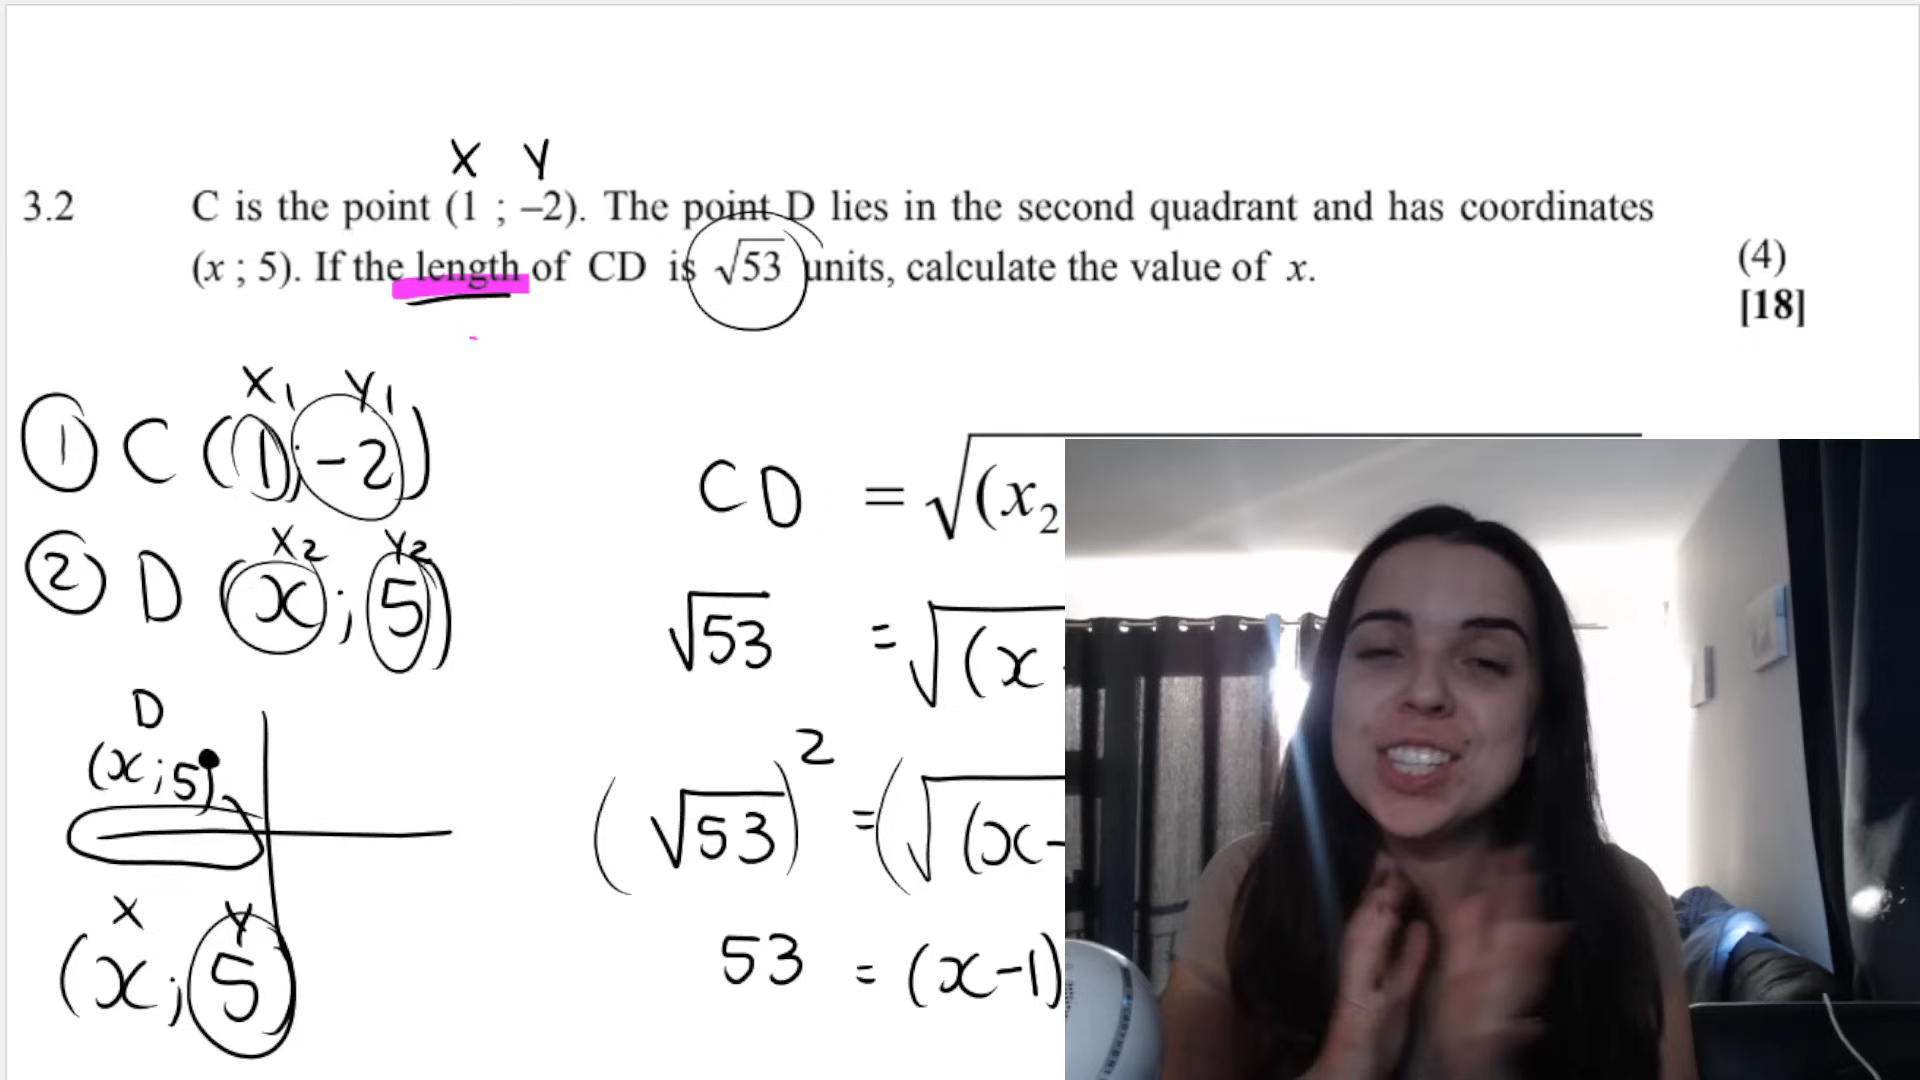 X Y
3.2 C is the point (1 ; –2). The point D lies in the second quadrant and has coordinates
(x ; 5). If the length of CD is √53 units, calculate the value of x.
(4)
[18]
X₁ Y₁
① C (1; -2)
X₂ Y₂
② D (x; 5)
D
(x; 5)
X Y
(x; 5)
CD = √(x₂
√53 = √(x
(√53)² = (√(x-
53 = (x-1)